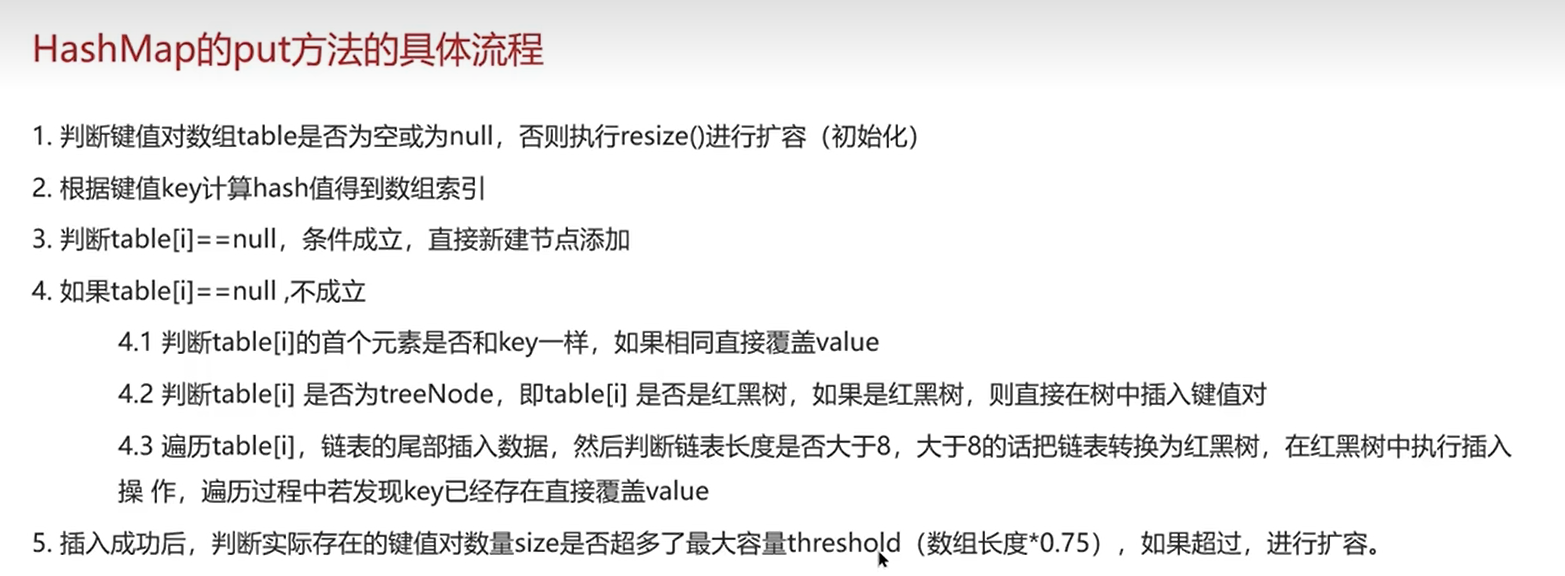 HashMap的put方法的具体流程
1. 判断键值对数组table是否为空或为null，否则执行resize()进行扩容（初始化）
2. 根据键值key计算hash值得到数组索引
3. 判断table[i]==null，条件成立，直接新建节点添加
4. 如果table[i]==null ,不成立
4.1 判断table[i]的首个元素是否和key一样，如果相同直接覆盖value
4.2 判断table[i] 是否为treeNode，即table[i] 是否是红黑树，如果是红黑树，则直接在树中插入键值对
4.3 遍历table[i]，链表的尾部插入数据，然后判断链表长度是否大于8，大于8的话把链表转换为红黑树，在红黑树中执行插入
操 作，遍历过程中若发现key已经存在直接覆盖value
5. 插入成功后，判断实际存在的键值对数量size是否超多了最大容量threshold（数组长度*0.75），如果超过，进行扩容。